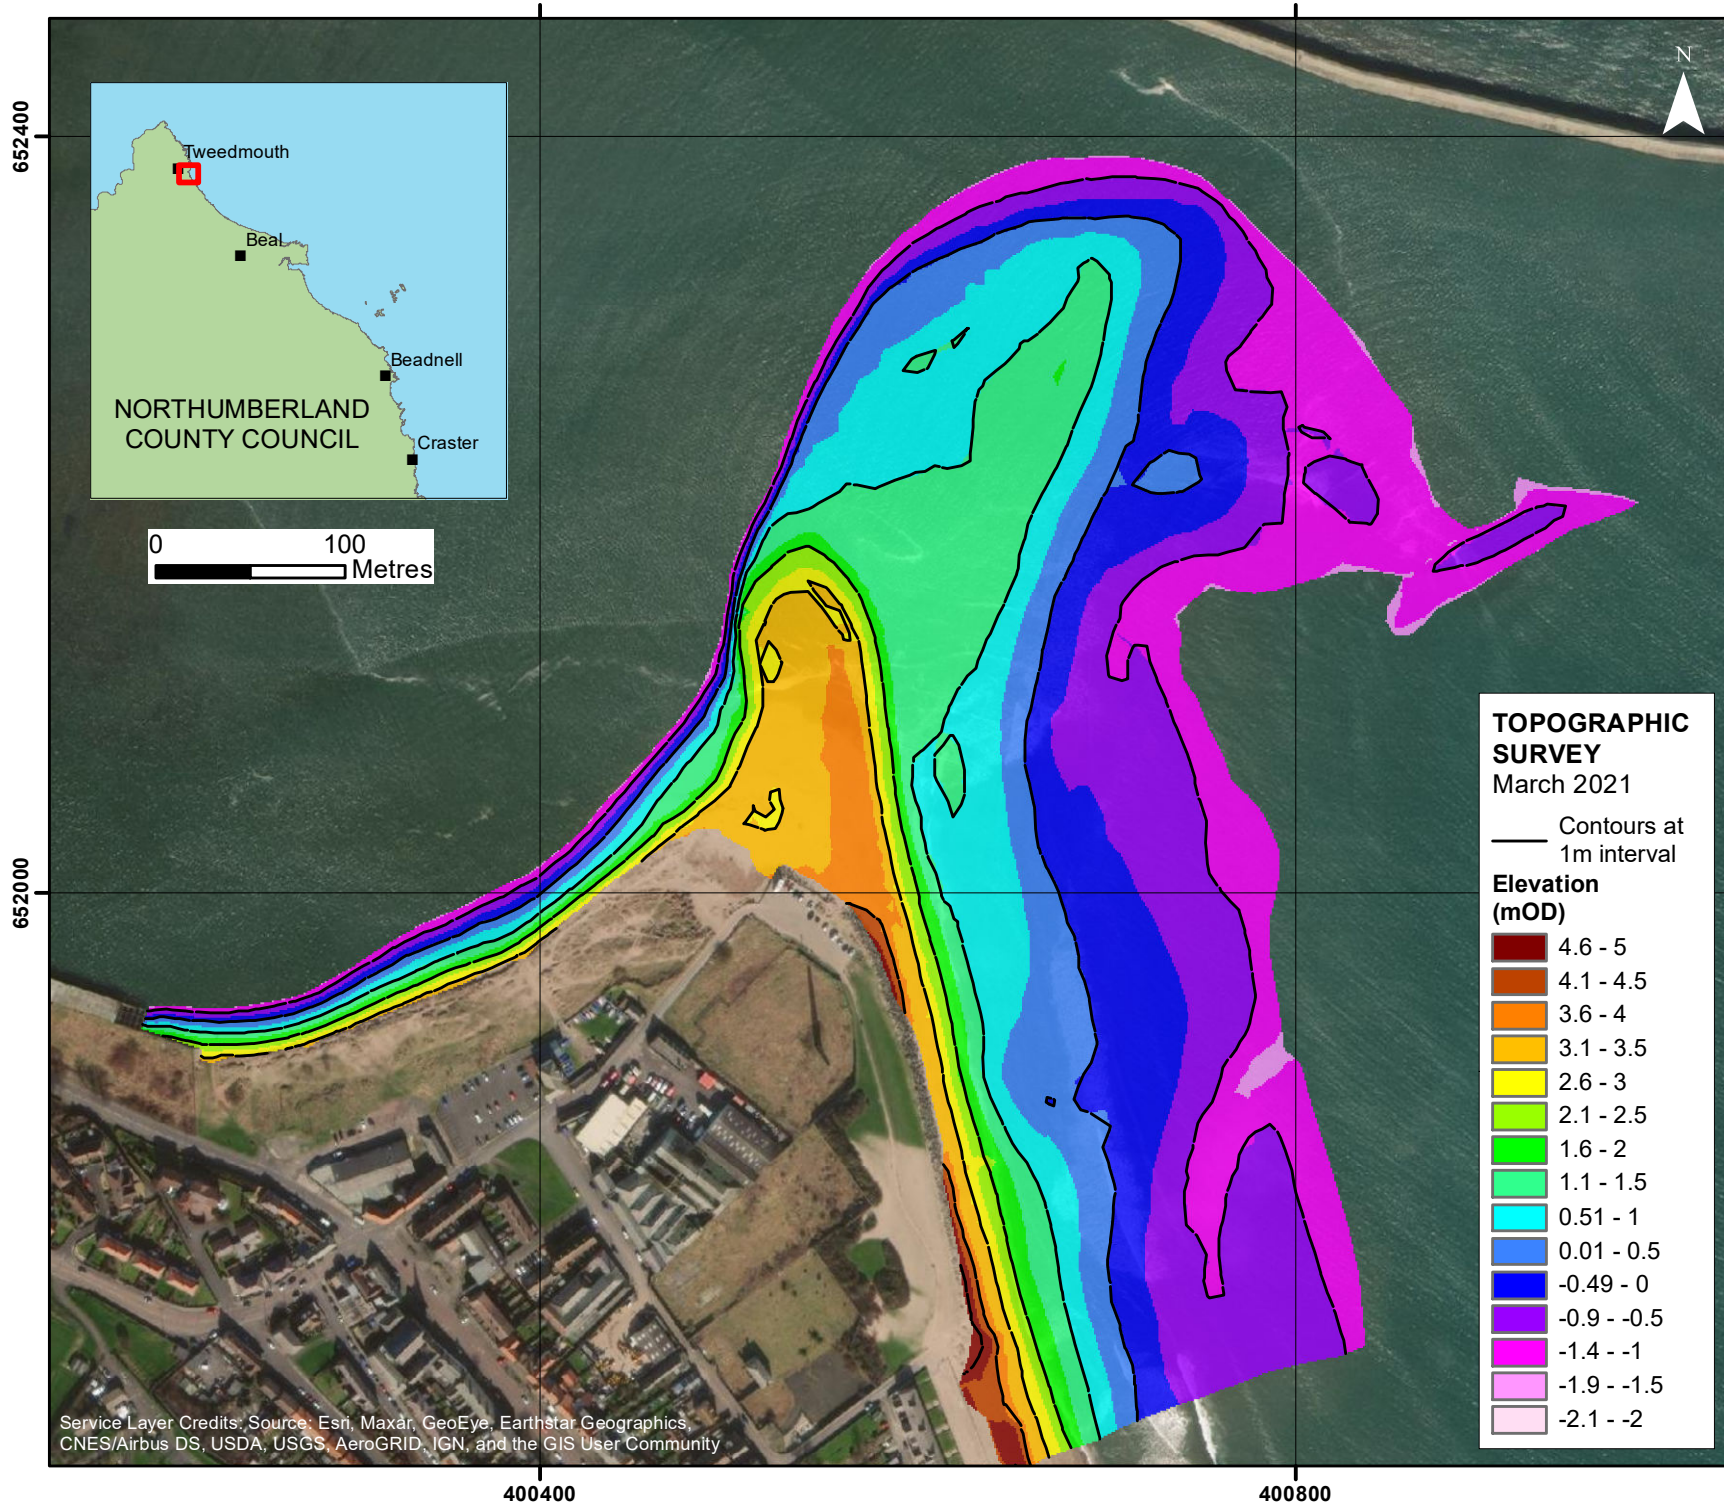 652400
N
Tweedmouth
Beal
Beadnell
NORTHUMBERLAND
COUNTY COUNCIL
Craster
0 100
Metres
TOPOGRAPHIC
SURVEY
March 2021
Contours at
1m interval
Elevation
(mOD)
4.6 - 5
4.1 - 4.5
3.6 - 4
3.1 - 3.5
2.6 - 3
2.1 - 2.5
1.6 - 2
1.1 - 1.5
0.51 - 1
0.01 - 0.5
-0.49 - 0
-0.9 - -0.5
-1.4 - -1
-1.9 - -1.5
-2.1 - -2
652000
Service Layer Credits: Source: Esri, Maxar, GeoEye, Earthstar Geographics,
CNES/Airbus DS, USDA, USGS, AeroGRID, IGN, and the GIS User Community
400400
400800